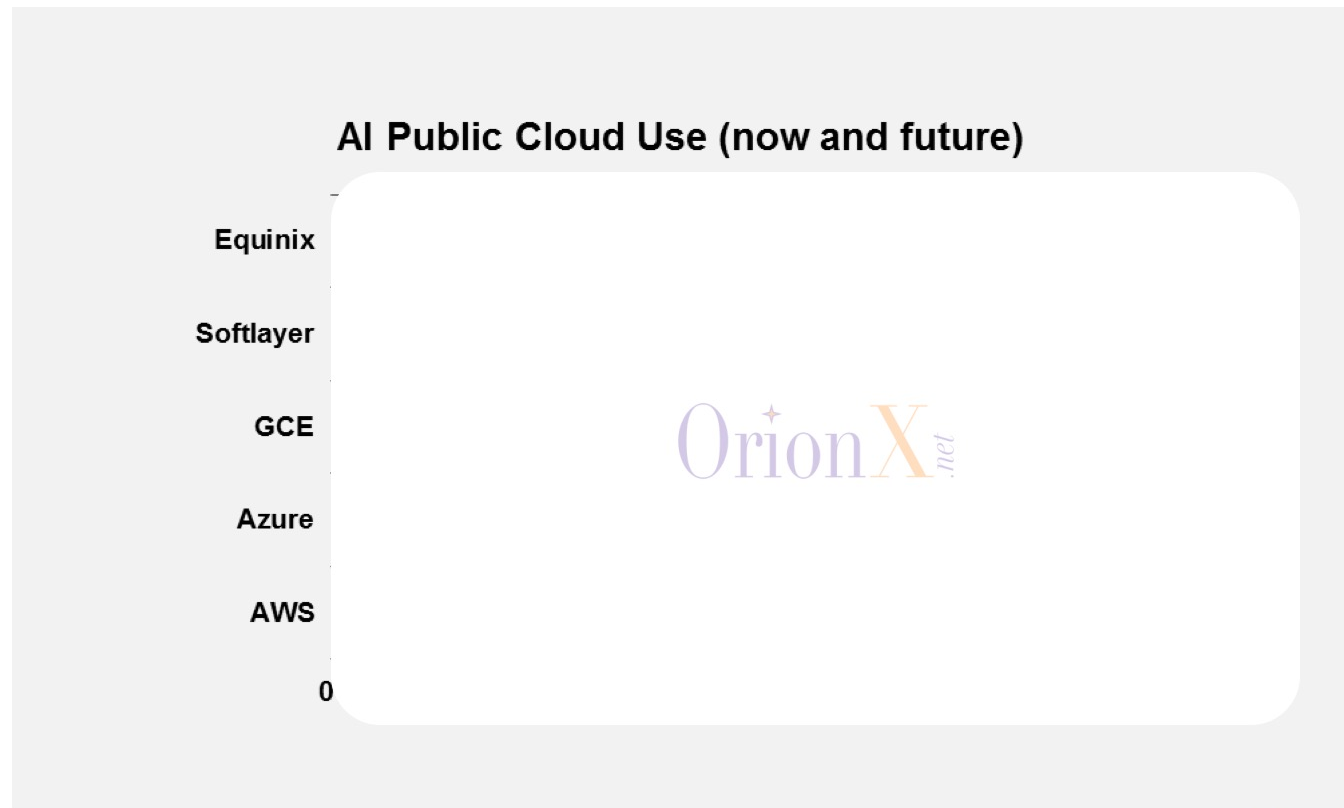 AI Public Cloud Use (now and future)
Equinix
Softlayer
GCE
OrionX.net
Azure
AWS
0